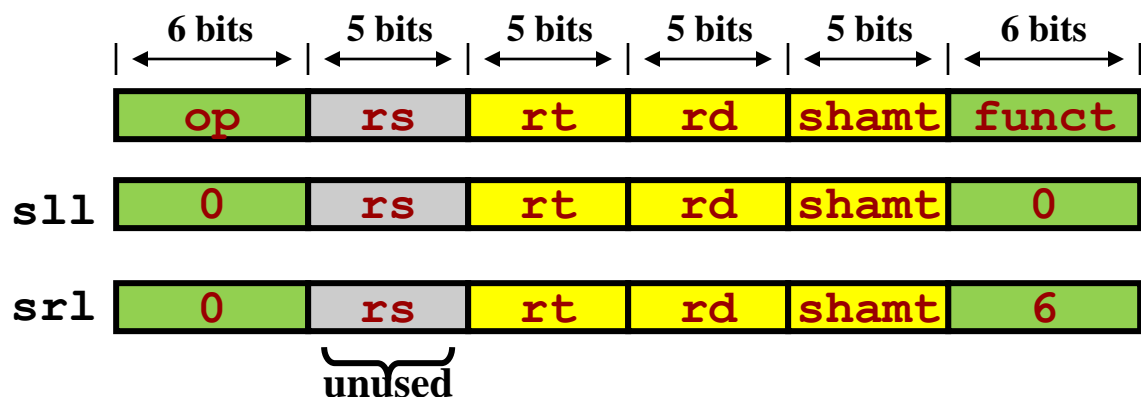 6 bits 5 bits 5 bits 5 bits 5 bits 6 bits
op rs rt rd shamt funct
sll 0 rs rt rd shamt 0
srl 0 rs rt rd shamt 6
unused